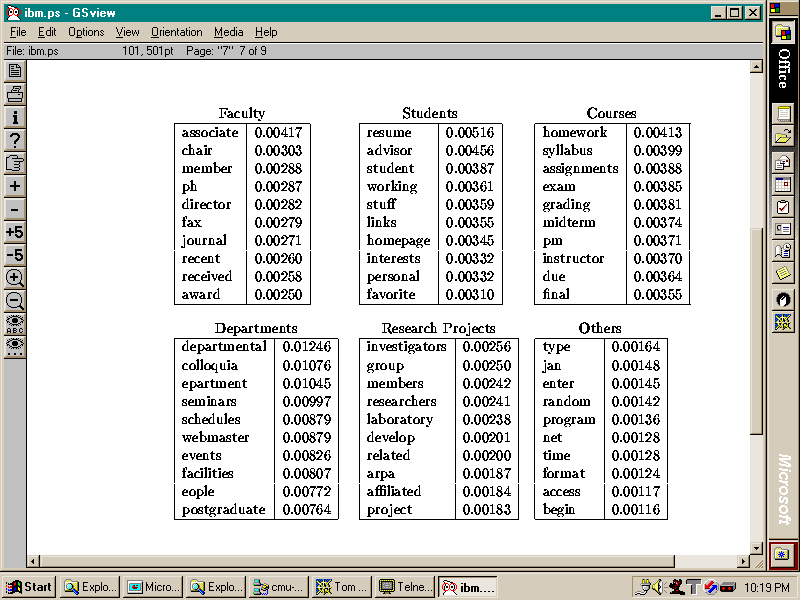 ibm.ps - GSview
File Edit Options View Orientation Media Help
File: ibm.ps 101, 501pt Page: "7" 7 of 9
Office
i
?
+
-
+5
-5
ABC
Faculty
associate 0.00417
chair 0.00303
member 0.00288
ph 0.00287
director 0.00282
fax 0.00279
journal 0.00271
recent 0.00260
received 0.00258
award 0.00250
Students
resume 0.00516
advisor 0.00456
student 0.00387
working 0.00361
stuff 0.00359
links 0.00355
homepage 0.00345
interests 0.00332
personal 0.00332
favorite 0.00310
Courses
homework 0.00413
syllabus 0.00399
assignments 0.00388
exam 0.00385
grading 0.00381
midterm 0.00374
pm 0.00371
instructor 0.00370
due 0.00364
final 0.00355
Departments
departmental 0.01246
colloquia 0.01076
epartment 0.01045
seminars 0.00997
schedules 0.00879
webmaster 0.00879
events 0.00826
facilities 0.00807
eople 0.00772
postgraduate 0.00764
Research Projects
investigators 0.00256
group 0.00250
members 0.00242
researchers 0.00241
laboratory 0.00238
develop 0.00201
related 0.00200
arpa 0.00187
affiliated 0.00184
project 0.00183
Others
type 0.00164
jan 0.00148
enter 0.00145
random 0.00142
program 0.00136
net 0.00128
time 0.00128
format 0.00124
access 0.00117
begin 0.00116
Microsoft
Start Explo... Micro... Explo... cmu-... Tom ... Telne... ibm.... 10:19 PM